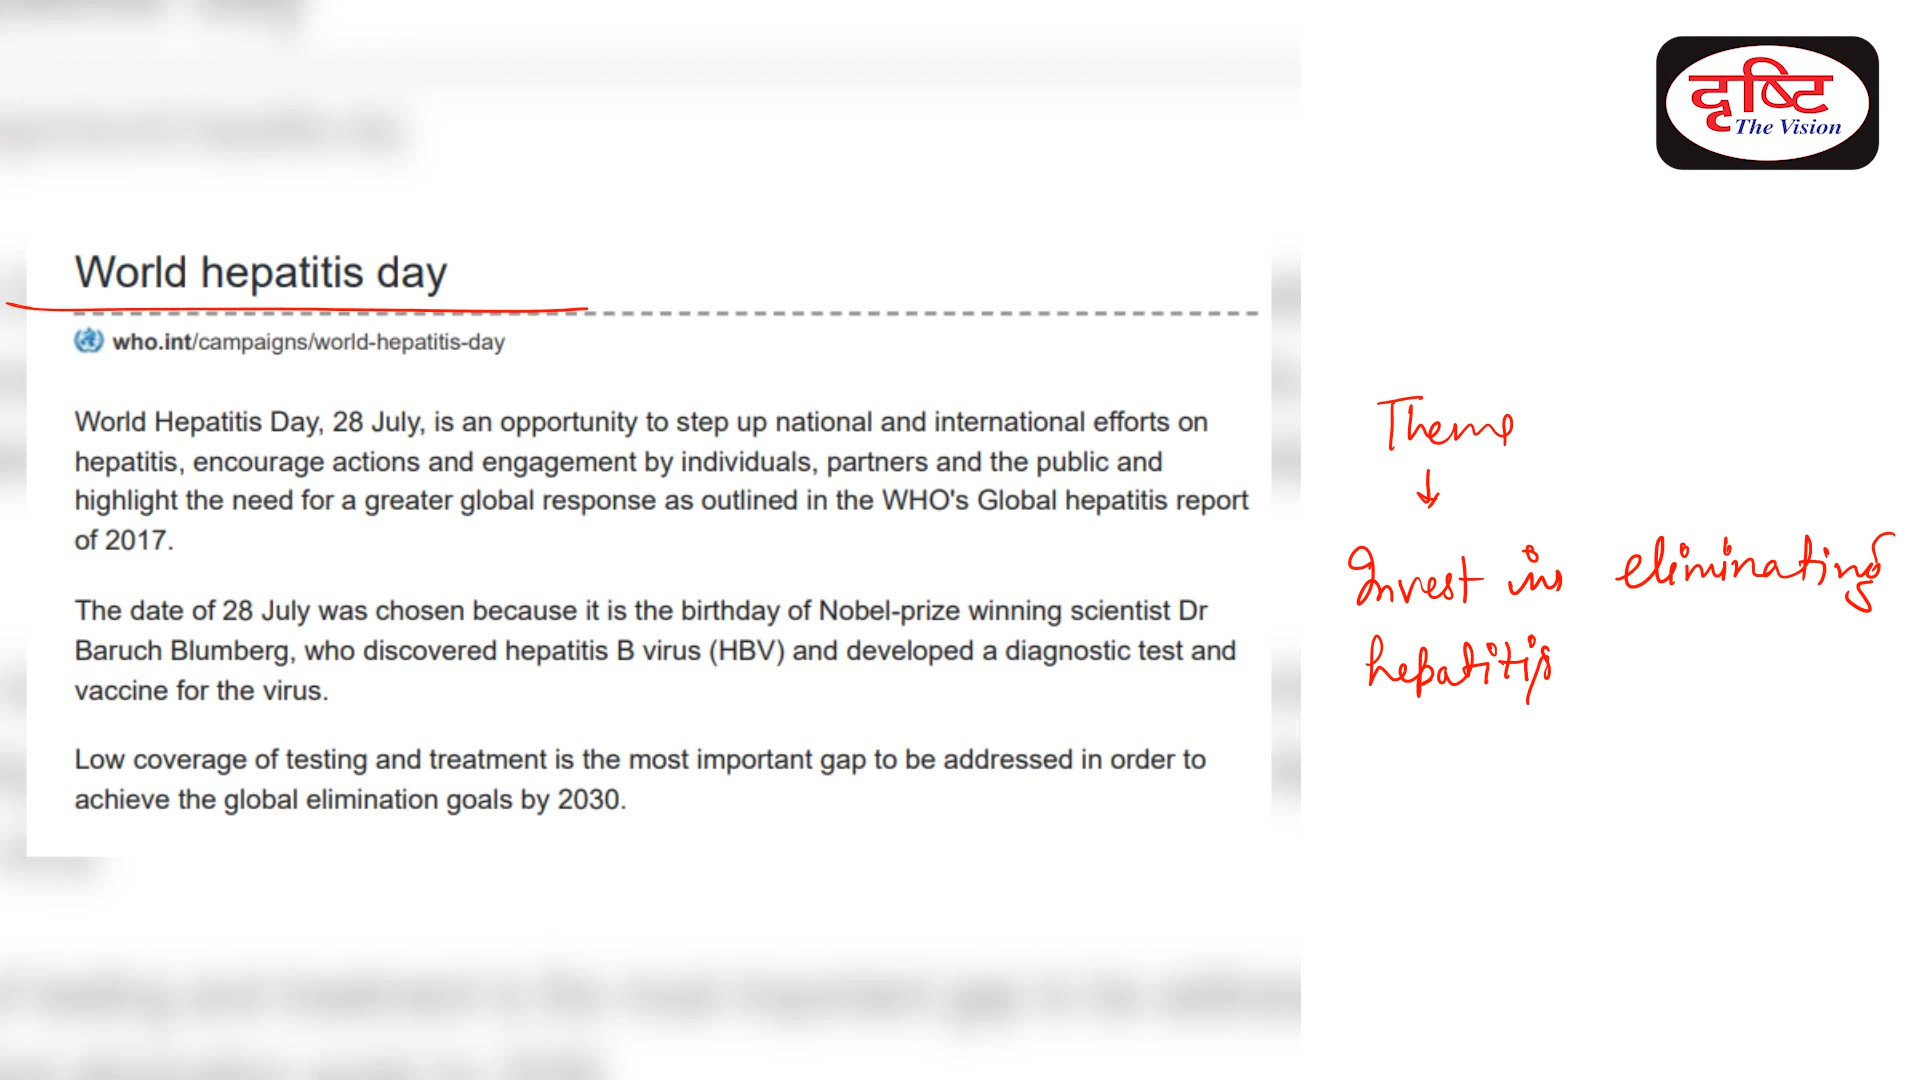 दृष्टि
The Vision
World hepatitis day
who.int/campaigns/world-hepatitis-day
World Hepatitis Day, 28 July, is an opportunity to step up national and international efforts on
hepatitis, encourage actions and engagement by individuals, partners and the public and
highlight the need for a greater global response as outlined in the WHO's Global hepatitis report
of 2017.
The date of 28 July was chosen because it is the birthday of Nobel-prize winning scientist Dr
Baruch Blumberg, who discovered hepatitis B virus (HBV) and developed a diagnostic test and
vaccine for the virus.
Low coverage of testing and treatment is the most important gap to be addressed in order to
achieve the global elimination goals by 2030.
Theme
↓
Invest in eliminating
hepatitis